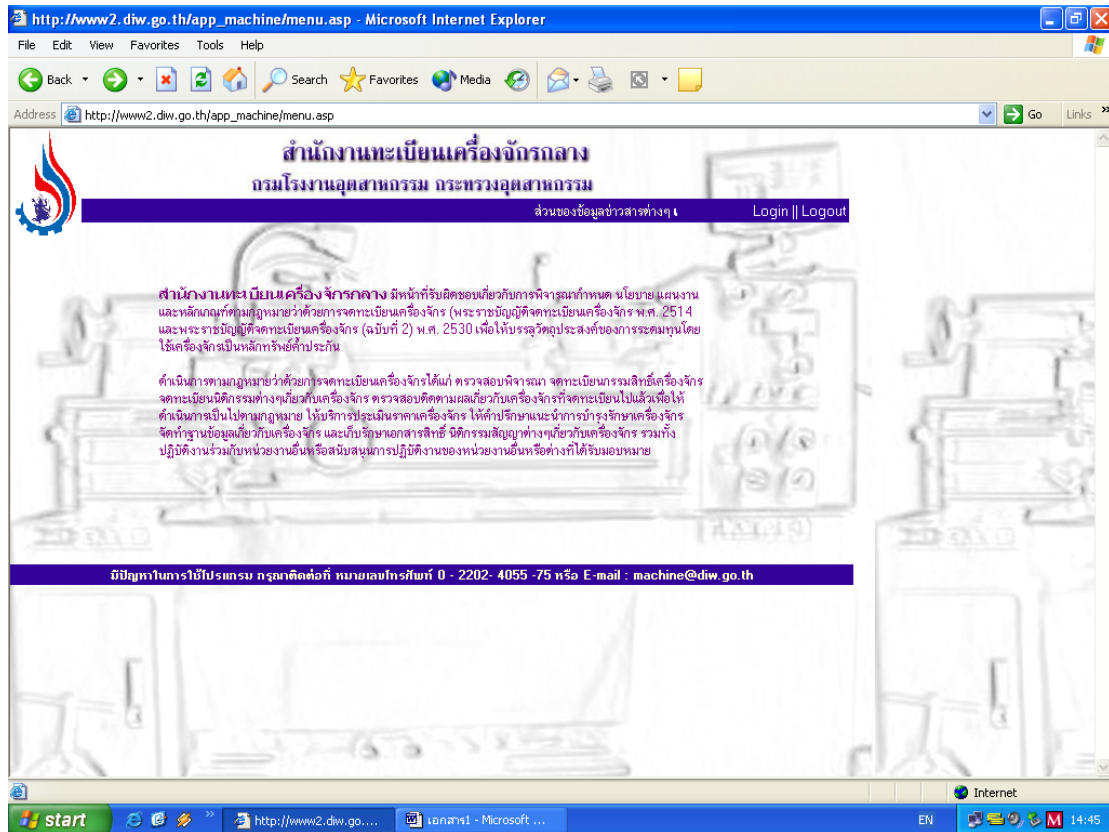 http://www2.diw.go.th/app_machine/menu.asp - Microsoft Internet Explorer
File Edit View Favorites Tools Help
Back Search Favorites Media
Address http://www2.diw.go.th/app_machine/menu.asp Go Links »
สำนักงานทะเบียนเครื่องจักรกลาง
กรมโรงงานอุตสาหกรรม กระทรวงอุตสาหกรรม
ส่วนของข้อมูลข่าวสารต่างๆ เ Login || Logout
สำนักงานทะเบียนเครื่องจักรกลาง มีหน้าที่รับผิดชอบเกี่ยวกับการพิจารณากำหนด นโยบาย แผนงาน
และหลักเกณฑ์ตามกฎหมายว่าด้วยการจดทะเบียนเครื่องจักร (พระราชบัญญัติจดทะเบียนเครื่องจักร พ.ศ. 2514
และพระราชบัญญัติจดทะเบียนเครื่องจักร (ฉบับที่ 2) พ.ศ. 2530 เพื่อให้บรรลุวัตถุประสงค์ของการระดมทุนโดย
ใช้เครื่องจักรเป็นหลักทรัพย์ค้ำประกัน
ดำเนินการตามกฎหมายว่าด้วยการจดทะเบียนเครื่องจักรได้แก่ ตรวจสอบพิจารณา จดทะเบียนกรรมสิทธิ์เครื่องจักร
จดทะเบียนนิติกรรมต่างๆเกี่ยวกับเครื่องจักร ตรวจสอบติดตามผลเกี่ยวกับเครื่องจักรที่จดทะเบียนไปแล้วเพื่อให้
ดำเนินการเป็นไปตามกฎหมาย ให้บริการประเมินราคาเครื่องจักร ให้คำปรึกษาแนะนำการบำรุงรักษาเครื่องจักร
จัดทำฐานข้อมูลเกี่ยวกับเครื่องจักร และเก็บรักษาเอกสารสิทธิ์ นิติกรรมสัญญาต่างๆเกี่ยวกับเครื่องจักร รวมทั้ง
ปฏิบัติงานร่วมกับหน่วยงานอื่นหรือสนับสนุนการปฏิบัติงานของหน่วยงานอื่นหรือต่างที่ได้รับมอบหมาย
มีปัญหาในการใช้โปรแกรม กรุณาติดต่อที่ หมายเลขโทรศัพท์ 0 - 2202- 4055 -75 หรือ E-mail : machine@diw.go.th
Internet
start » http://www2.diw.go.... เอกสาร1 - Microsoft ... EN 14:45